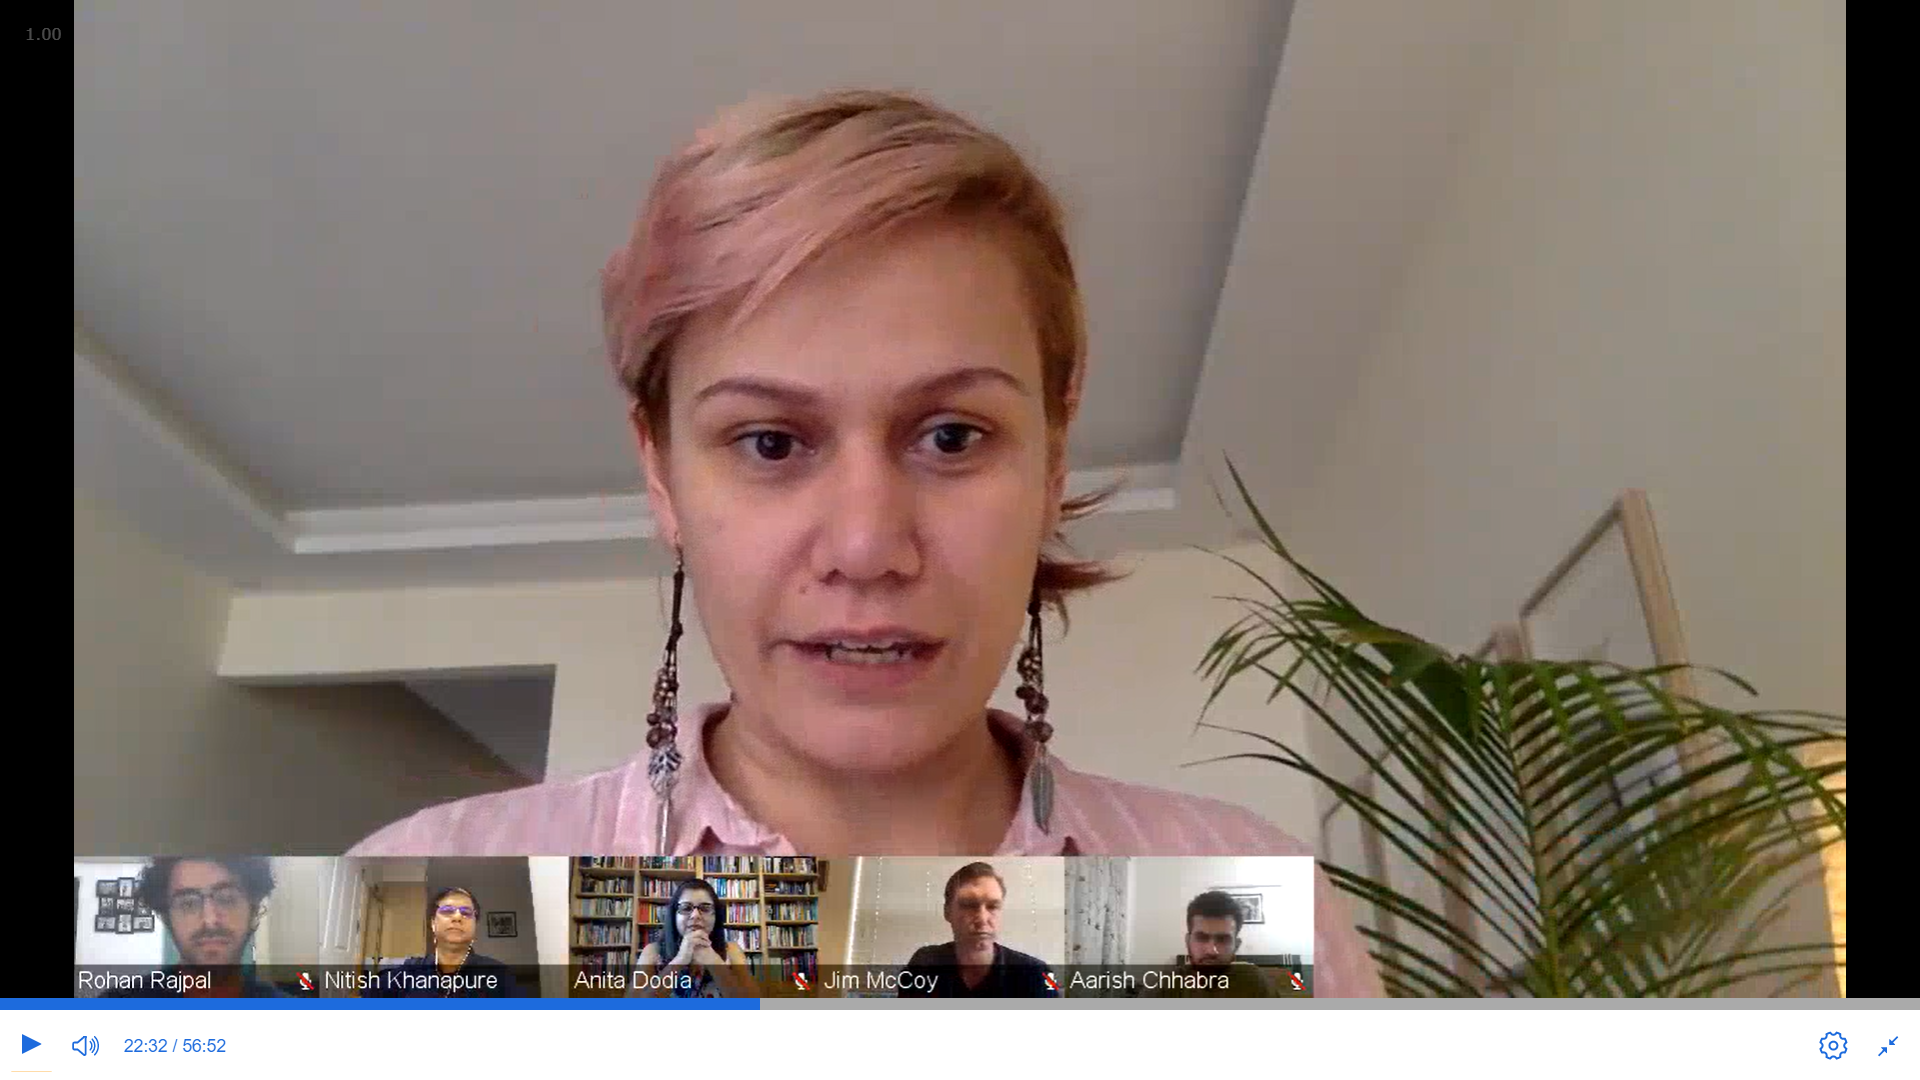 1.00
Rohan Rajpal
Nitish Khanapure
Anita Dodia
Jim McCoy
Aarish Chhabra
22:32 / 56:52